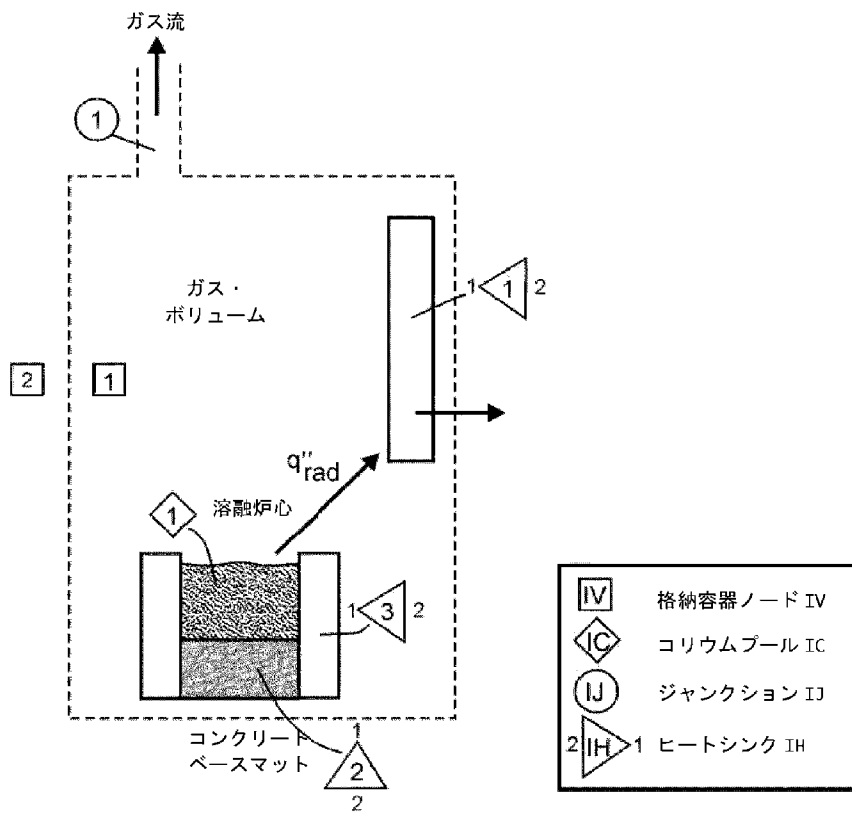 ガス流
1
ガス・
ボリューム
1 1 2
2 1
q''rad
1 溶融炉心
1 3 2
コンクリート
ベースマット
1
2
2
IV 格納容器ノード IV
IC コリウムプール IC
IJ ジャンクション IJ
2 IH 1 ヒートシンク IH